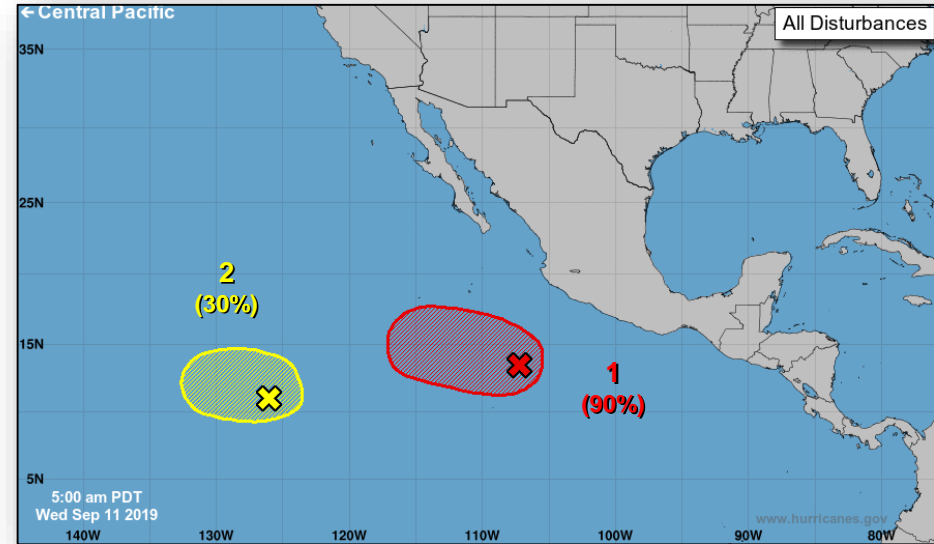 ← Central Pacific
All Disturbances
35N
25N
2
(30%)
15N
1
(90%)
5N
5:00 am PDT
Wed Sep 11 2019
www.hurricanes.gov
140W 130W 120W 110W 100W 90W 80W